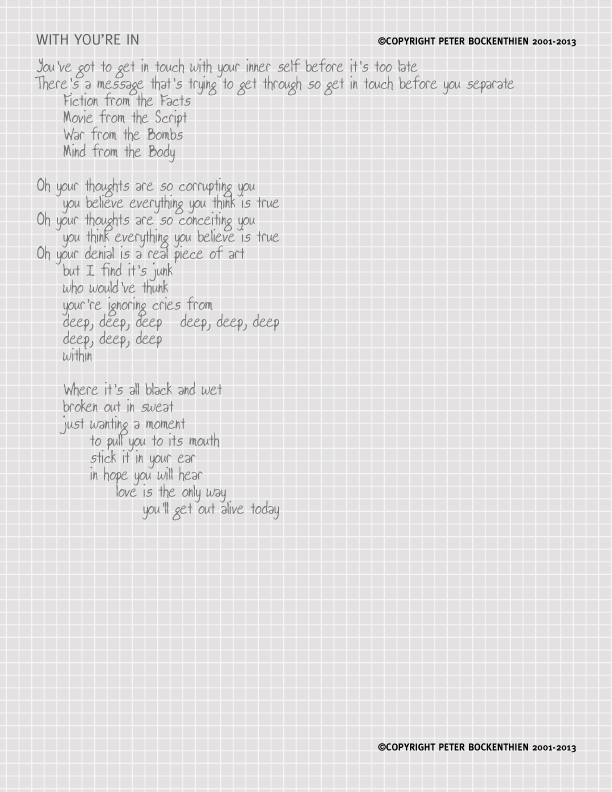 WITH YOU'RE IN
©COPYRIGHT PETER BOCKENTHIEN 2001-2013
You've got to get in touch with your inner self before it's too late
There's a message that's trying to get through so get in touch before you separate
Fiction from the Facts
Movie from the Script
War from the Bombs
Mind from the Body
Oh your thoughts are so corrupting you
you believe everything you think is true
Oh your thoughts are so conceiting you
you think everything you believe is true
Oh your denial is a real piece of art
but I find it's junk
who would've thunk
your're ignoring cries from
deep, deep, deep deep, deep, deep
deep, deep, deep
within
Where it's all black and wet
broken out in sweat
just wanting a moment
to pull you to its mouth
stick it in your ear
in hope you will hear
love is the only way
you'll get out alive today
©COPYRIGHT PETER BOCKENTHIEN 2001-2013